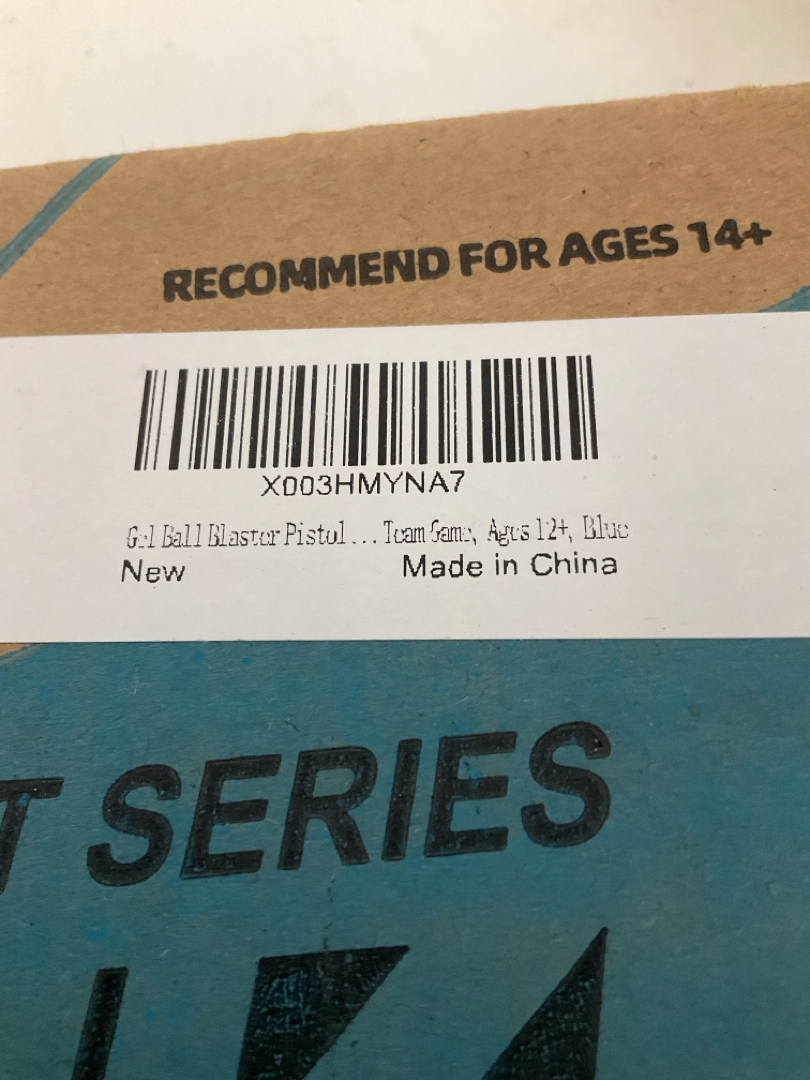 RECOMMEND FOR AGES 14+
X003HMYNA7
Gel Ball Blaster Pistol... Team Game, Ages 12+, Blue
New Made in China
T SERIES